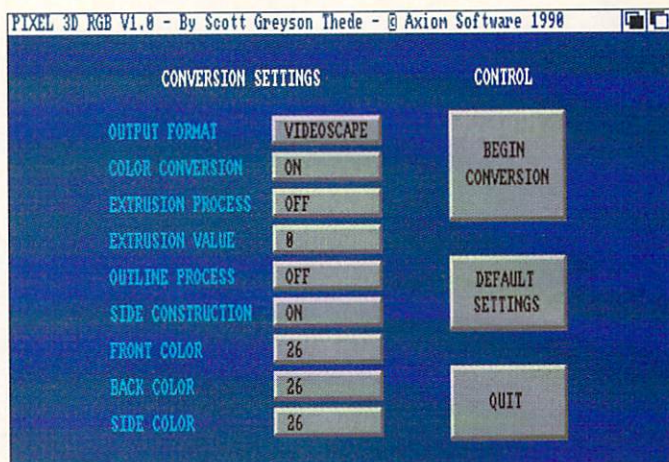 PIXEL 3D RGB V1.0 - By Scott Greyson Thede - © Axiom Software 1990
CONVERSION SETTINGS
OUTPUT FORMAT VIDEOSCAPE
COLOR CONVERSION ON
EXTRUSION PROCESS OFF
EXTRUSION VALUE 0
OUTLINE PROCESS OFF
SIDE CONSTRUCTION ON
FRONT COLOR 26
BACK COLOR 26
SIDE COLOR 26
CONTROL
BEGIN
CONVERSION
DEFAULT
SETTINGS
QUIT